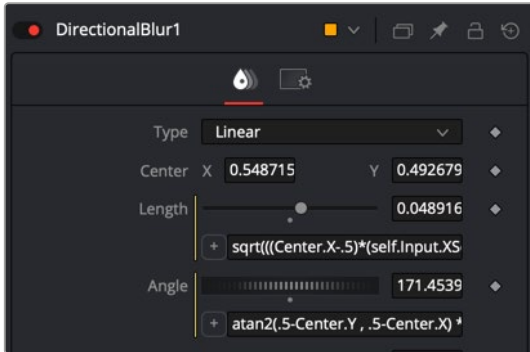 DirectionalBlur1
Type Linear
Center X 0.548715 Y 0.492679
Length 0.048916
+ sqrt(((Center.X-.5)*(self.Input.XS
Angle 171.4539
+ atan2(.5-Center.Y , .5-Center.X) *